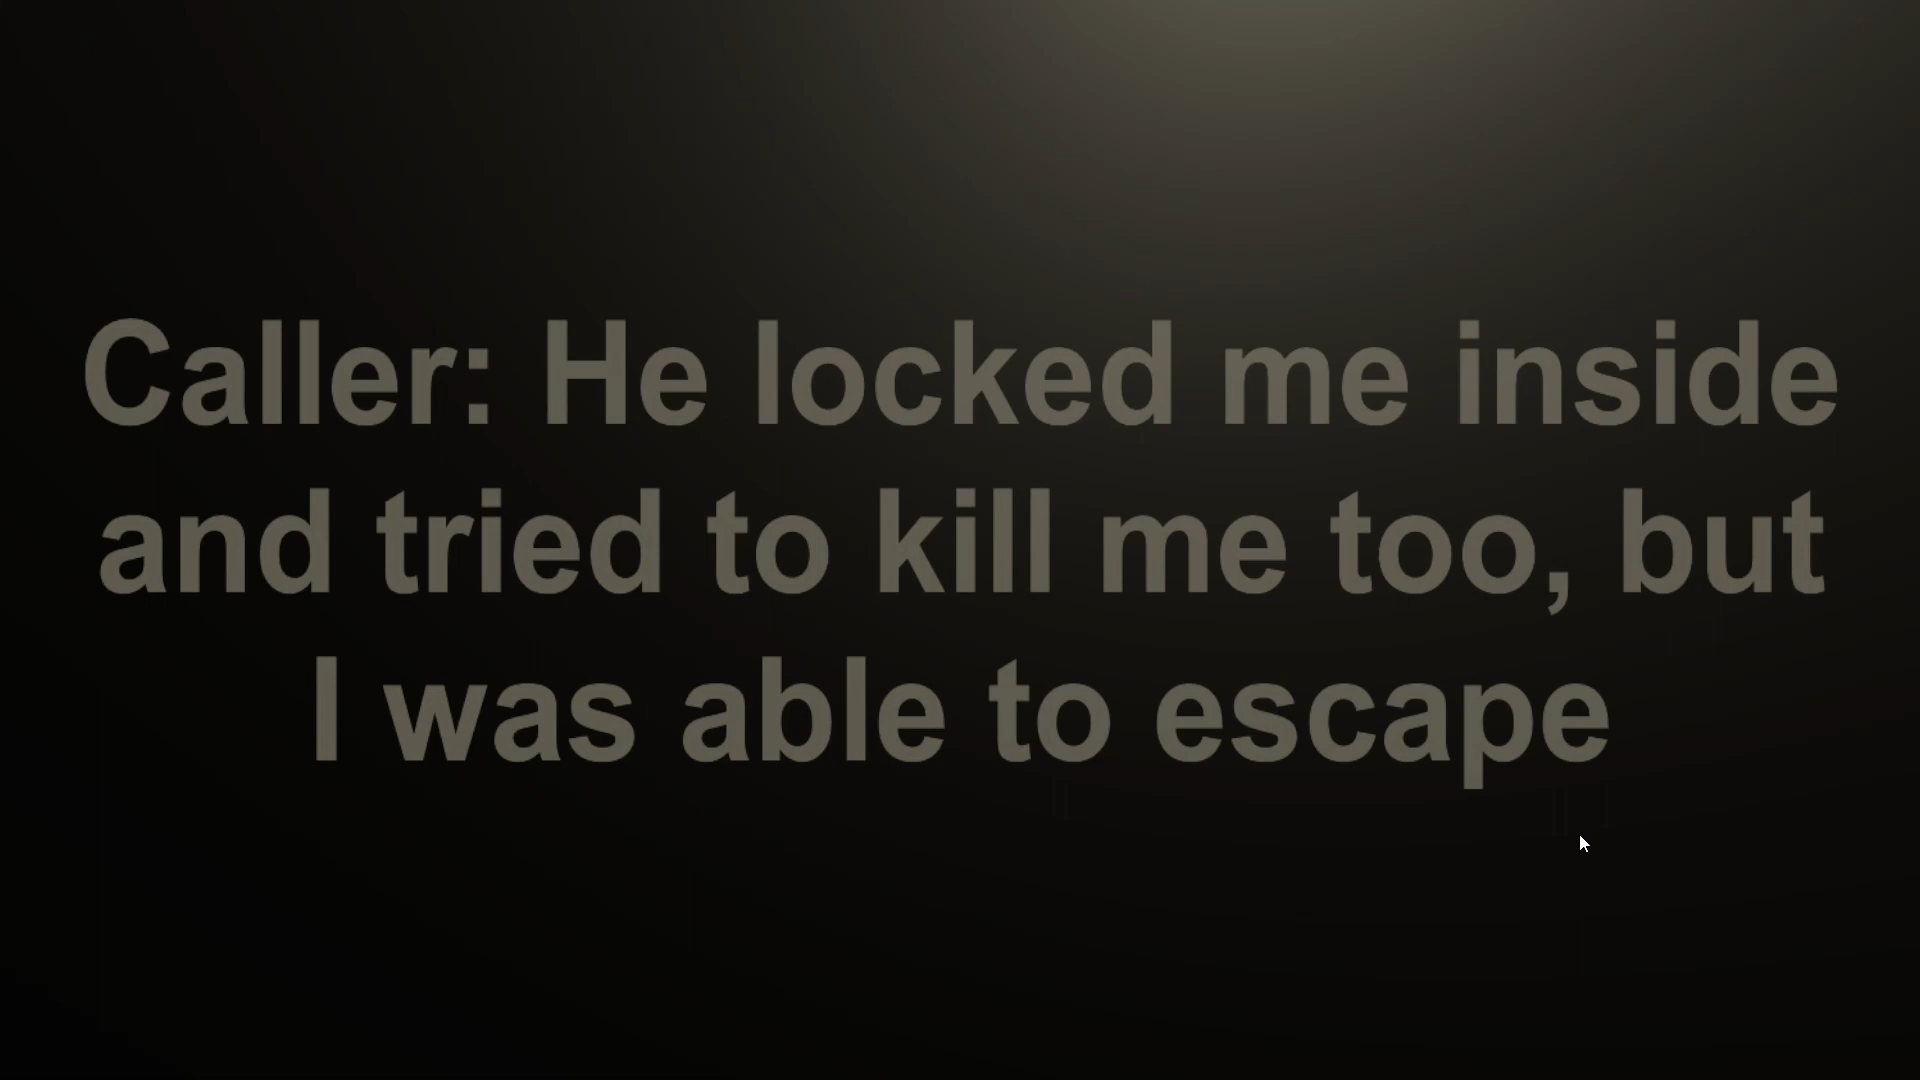 Caller: He locked me inside
and tried to kill me too, but
I was able to escape